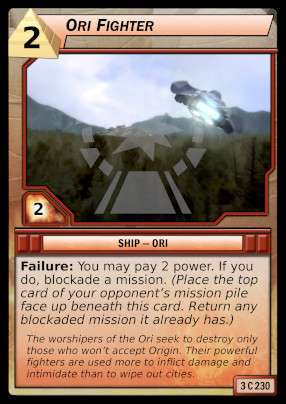 2
ORI FIGHTER
2
SHIP — ORI
Failure: You may pay 2 power. If you
do, blockade a mission. (Place the top
card of your opponent's mission pile
face up beneath this card. Return any
blockaded mission it already has.)
The worshipers of the Ori seek to destroy only
those who won't accept Origin. Their powerful
fighters are used more to inflict damage and
intimidate than to wipe out cities.
3 C 230